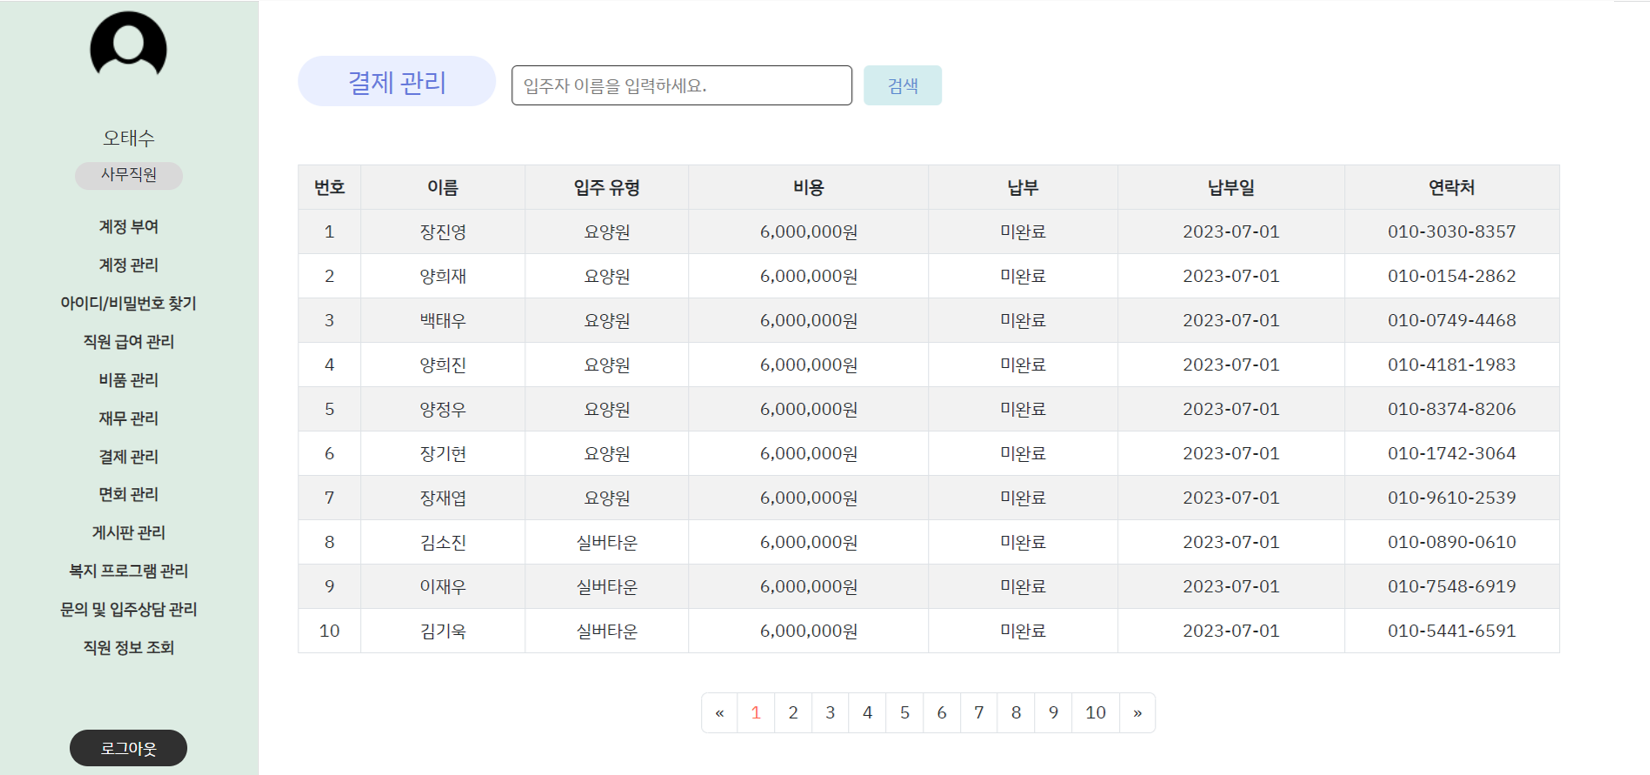 오태수
사무직원
계정 부여
계정 관리
아이디/비밀번호 찾기
직원 급여 관리
비품 관리
재무 관리
결제 관리
면회 관리
게시판 관리
복지 프로그램 관리
문의 및 입주상담 관리
직원 정보 조회
로그아웃
결제 관리 입주자 이름을 입력하세요. 검색
번호 이름 입주 유형 비용 납부 납부일 연락처
1 장진영 요양원 6,000,000원 미완료 2023-07-01 010-3030-8357
2 양희재 요양원 6,000,000원 미완료 2023-07-01 010-0154-2862
3 백태우 요양원 6,000,000원 미완료 2023-07-01 010-0749-4468
4 양희진 요양원 6,000,000원 미완료 2023-07-01 010-4181-1983
5 양정우 요양원 6,000,000원 미완료 2023-07-01 010-8374-8206
6 장기현 요양원 6,000,000원 미완료 2023-07-01 010-1742-3064
7 장재엽 요양원 6,000,000원 미완료 2023-07-01 010-9610-2539
8 김소진 실버타운 6,000,000원 미완료 2023-07-01 010-0890-0610
9 이재우 실버타운 6,000,000원 미완료 2023-07-01 010-7548-6919
10 김기욱 실버타운 6,000,000원 미완료 2023-07-01 010-5441-6591
« 1 2 3 4 5 6 7 8 9 10 »